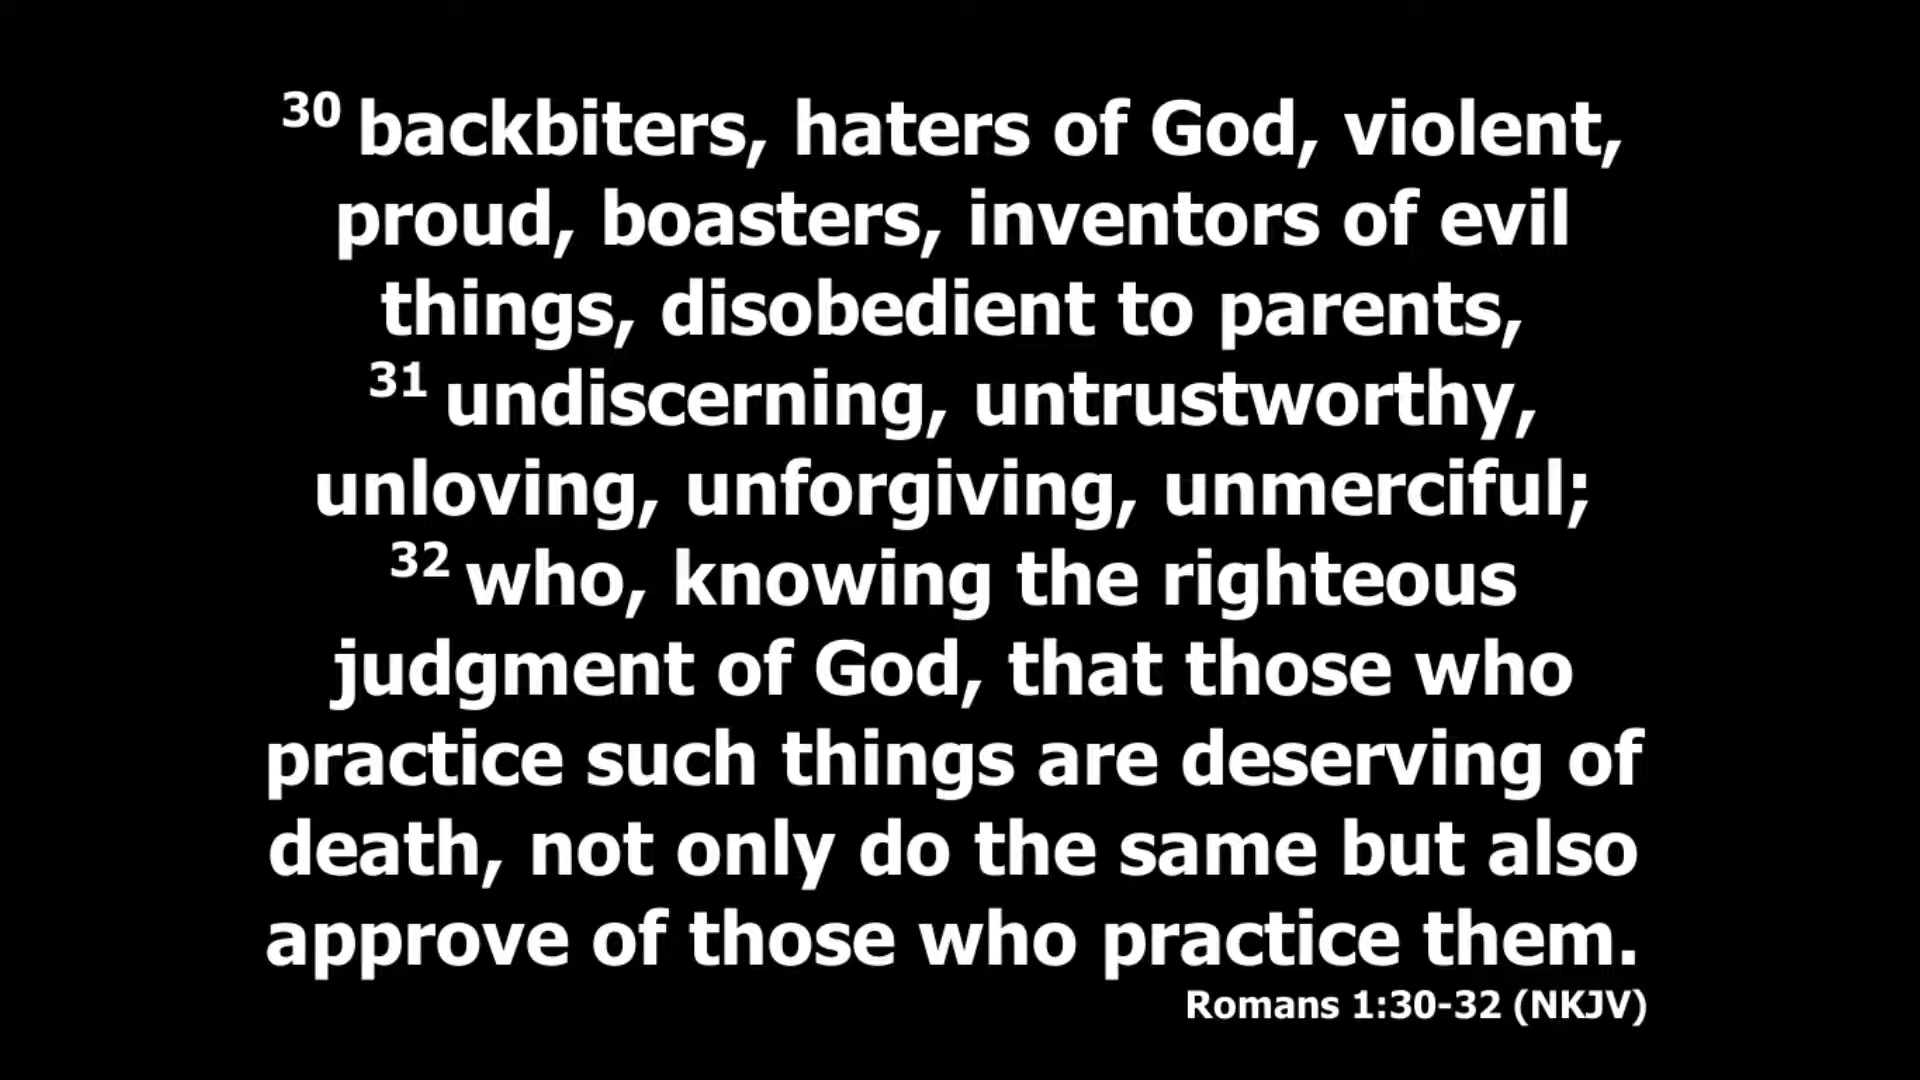 30 backbiters, haters of God, violent,
proud, boasters, inventors of evil
things, disobedient to parents,
31 undiscerning, untrustworthy,
unloving, unforgiving, unmerciful;
32 who, knowing the righteous
judgment of God, that those who
practice such things are deserving of
death, not only do the same but also
approve of those who practice them.
Romans 1:30-32 (NKJV)